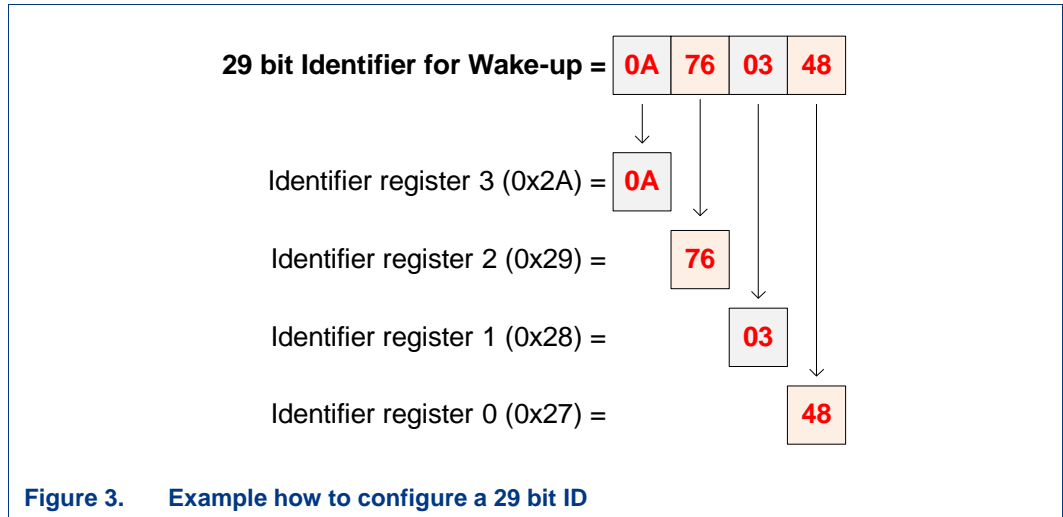 29 bit Identifier for Wake-up = 0A 76 03 48
Identifier register 3 (0x2A) = 0A
Identifier register 2 (0x29) = 76
Identifier register 1 (0x28) = 03
Identifier register 0 (0x27) = 48
Figure 3. Example how to configure a 29 bit ID